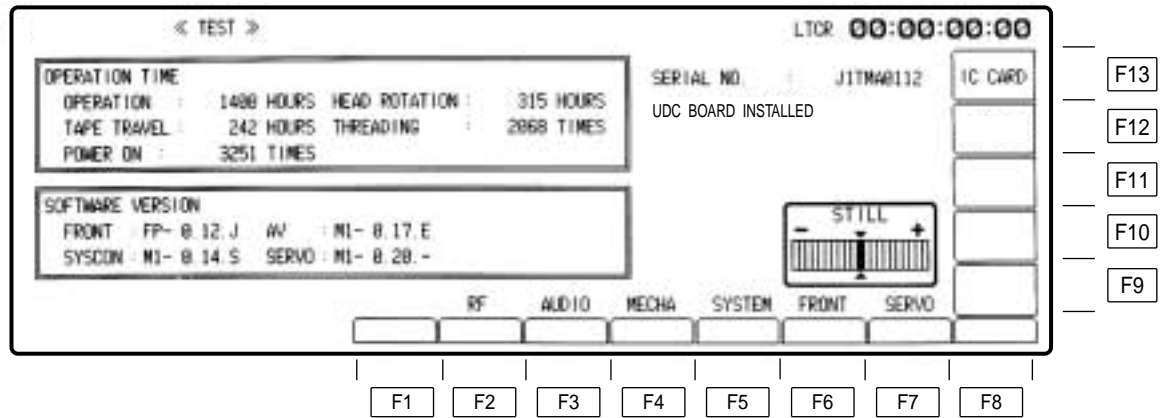 ≪ TEST ≫
LTCR 00:00:00:00
OPERATION TIME
OPERATION : 1400 HOURS HEAD ROTATION : 315 HOURS
TAPE TRAVEL : 242 HOURS THREADING : 2068 TIMES
POWER ON : 3251 TIMES
SERIAL NO. : J1TMA0112
UDC BOARD INSTALLED
IC CARD
SOFTWARE VERSION
FRONT : FP- 0.12.J AV : M1- 0.17.E
SYSCON : M1- 0.14.S SERVO : M1- 0.20.-
STILL
- +
RF AUDIO MECHA SYSTEM FRONT SERVO
F13
F12
F11
F10
F9
F1 F2 F3 F4 F5 F6 F7 F8